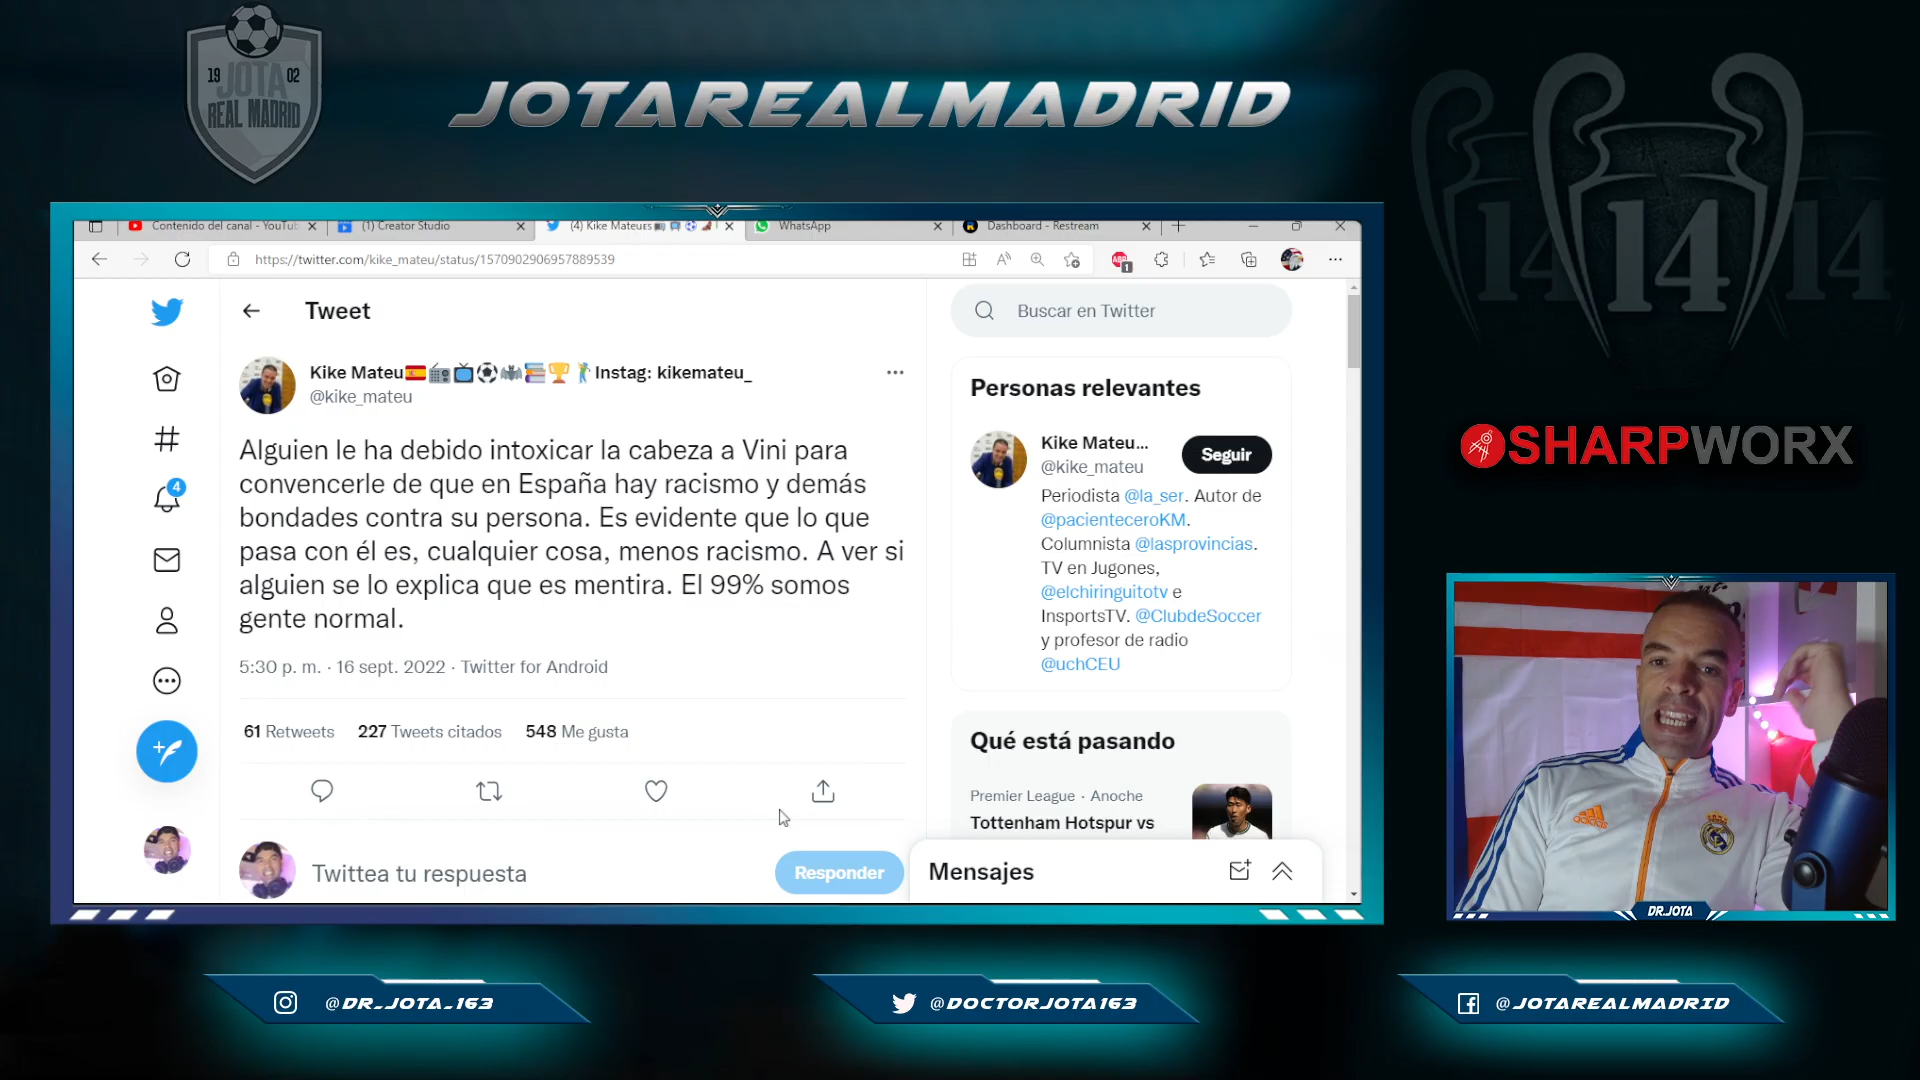 19 02
JOTA
REAL MADRID
JOTAREALMADRID
14 14 14
Contenido del canal - YouTub
(1) Creator Studio
(4) Kike Mateu
WhatsApp
Dashboard - Restream
https://twitter.com/kike_mateu/status/1570902906957889539
1
Tweet
Buscar en Twitter
Kike Mateu🇪🇸📻📺⚽🦇📚🏆🏌️Instag: kikemateu_
@kike_mateu
Alguien le ha debido intoxicar la cabeza a Vini para
convencerle de que en España hay racismo y demás
bondades contra su persona. Es evidente que lo que
pasa con él es, cualquier cosa, menos racismo. A ver si
alguien se lo explica que es mentira. El 99% somos
gente normal.
5:30 p. m. · 16 sept. 2022 · Twitter for Android
61 Retweets 227 Tweets citados 548 Me gusta
Twittea tu respuesta
Responder
4
Personas relevantes
Kike Mateu...
@kike_mateu
Seguir
Periodista @la_ser. Autor de
@pacienteceroKM.
Columnista @lasprovincias.
TV en Jugones,
@elchiringuitotv e
InsportsTV. @ClubdeSoccer
y profesor de radio
@uchCEU
Qué está pasando
Premier League · Anoche
Tottenham Hotspur vs
Mensajes
SHARPWORX
adidas
DR.JOTA
@DR_JOTA_163
@DOCTORJOTA163
@JOTAREALMADRID